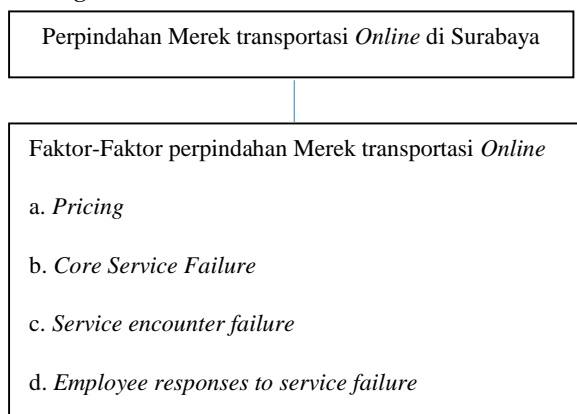 Perpindahan Merek transportasi Online di Surabaya
Faktor-Faktor perpindahan Merek transportasi Online
a. Pricing
b. Core Service Failure
c. Service encounter failure
d. Employee responses to service failure